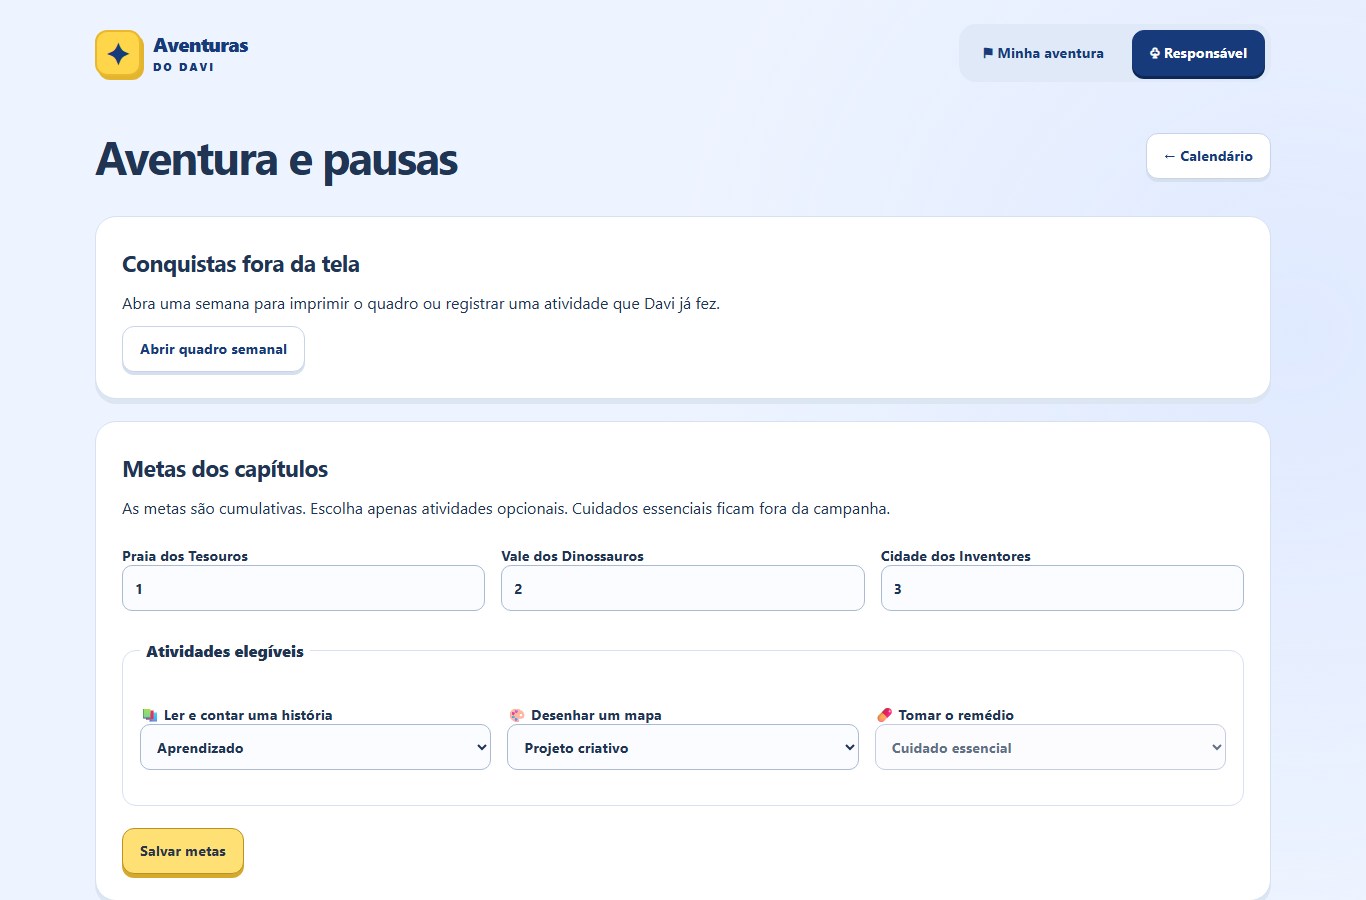 Aventuras
DO DAVI
Minha aventura
Responsável
Aventura e pausas
← Calendário
Conquistas fora da tela
Abra uma semana para imprimir o quadro ou registrar uma atividade que Davi já fez.
Abrir quadro semanal
Metas dos capítulos
As metas são cumulativas. Escolha apenas atividades opcionais. Cuidados essenciais ficam fora da campanha.
Praia dos Tesouros
Vale dos Dinossauros
Cidade dos Inventores
1
2
3
Atividades elegíveis
Ler e contar uma história
Desenhar um mapa
Tomar o remédio
Aprendizado
Projeto criativo
Cuidado essencial
Salvar metas